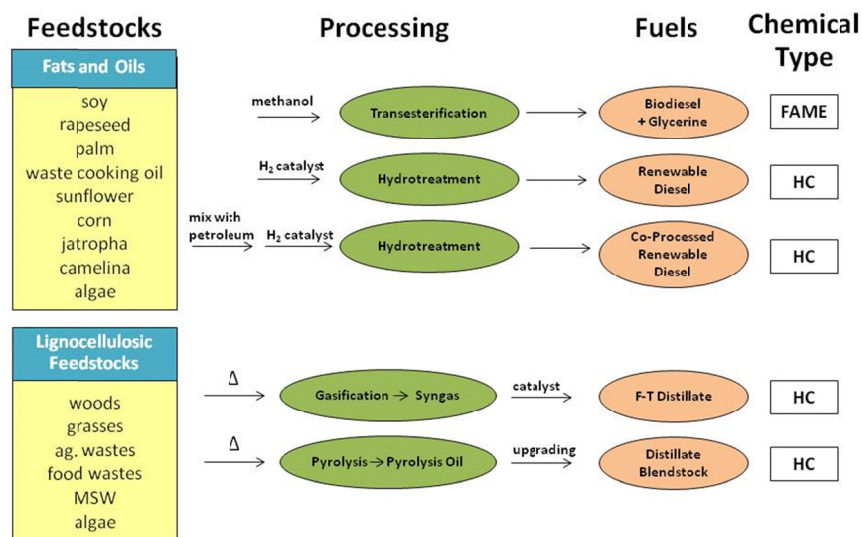 Feedstocks
Processing
Fuels
Chemical
Type
Fats and Oils
soy
rapeseed
palm
waste cooking oil
sunflower
corn
jatropha
camelina
algae
methanol
Transesterification
Biodiesel
+ Glycerine
FAME
H2 catalyst
Hydrotreatment
Renewable
Diesel
HC
mix with
petroleum
H2 catalyst
Hydrotreatment
Co-Processed
Renewable
Diesel
HC
Lignocellulosic
Feedstocks
woods
grasses
ag. wastes
food wastes
MSW
algae
Δ
Gasification → Syngas
catalyst
F-T Distillate
HC
Δ
Pyrolysis → Pyrolysis Oil
upgrading
Distillate
Blendstock
HC